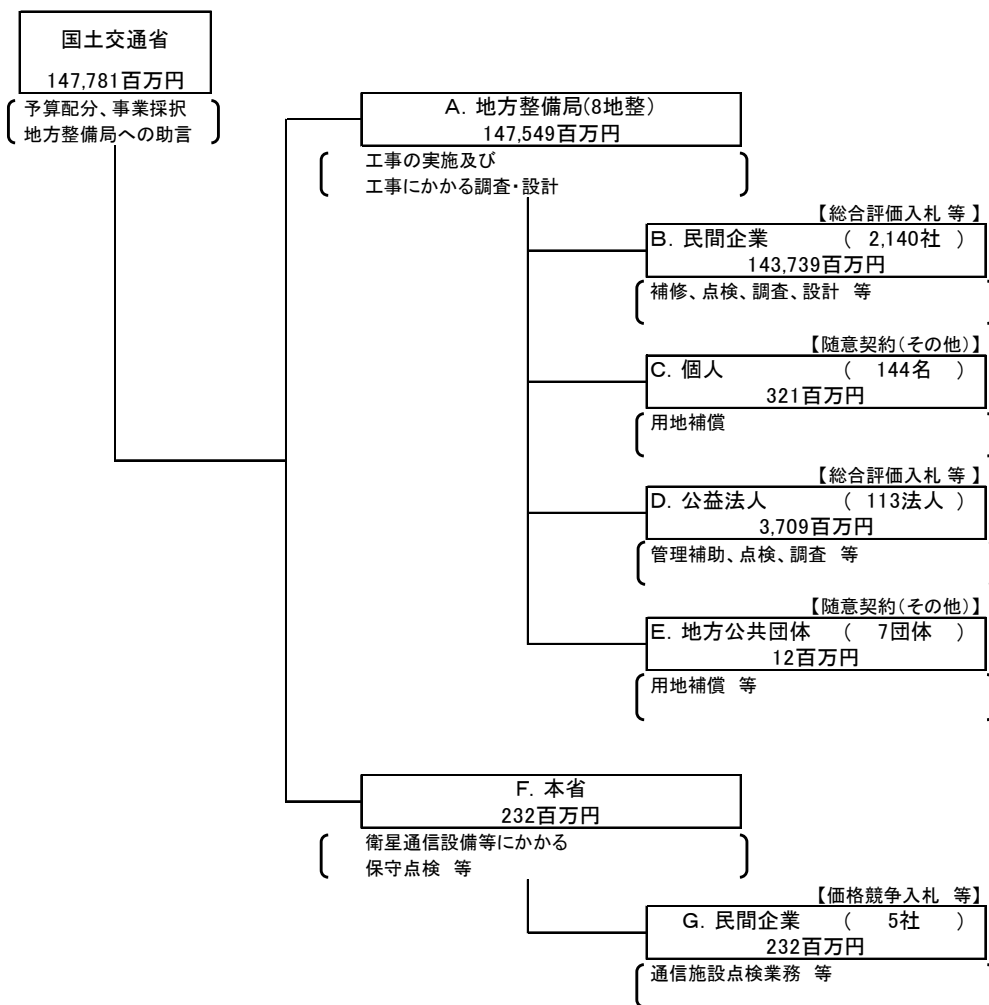 国土交通省
147,781百万円
予算配分、事業採択
地方整備局への助言
A. 地方整備局(8地整)
147,549百万円
工事の実施及び
工事にかかる調査・設計
【総合評価入札 等 】
B. 民間企業 ( 2,140社 )
143,739百万円
補修、点検、調査、設計 等
【随意契約(その他)】
C. 個人 ( 144名 )
321百万円
用地補償
【総合評価入札 等 】
D. 公益法人 ( 113法人 )
3,709百万円
管理補助、点検、調査 等
【随意契約(その他)】
E. 地方公共団体 ( 7団体 )
12百万円
用地補償 等
F. 本省
232百万円
衛星通信設備等にかかる
保守点検 等
【価格競争入札 等】
G. 民間企業 ( 5社 )
232百万円
通信施設点検業務 等